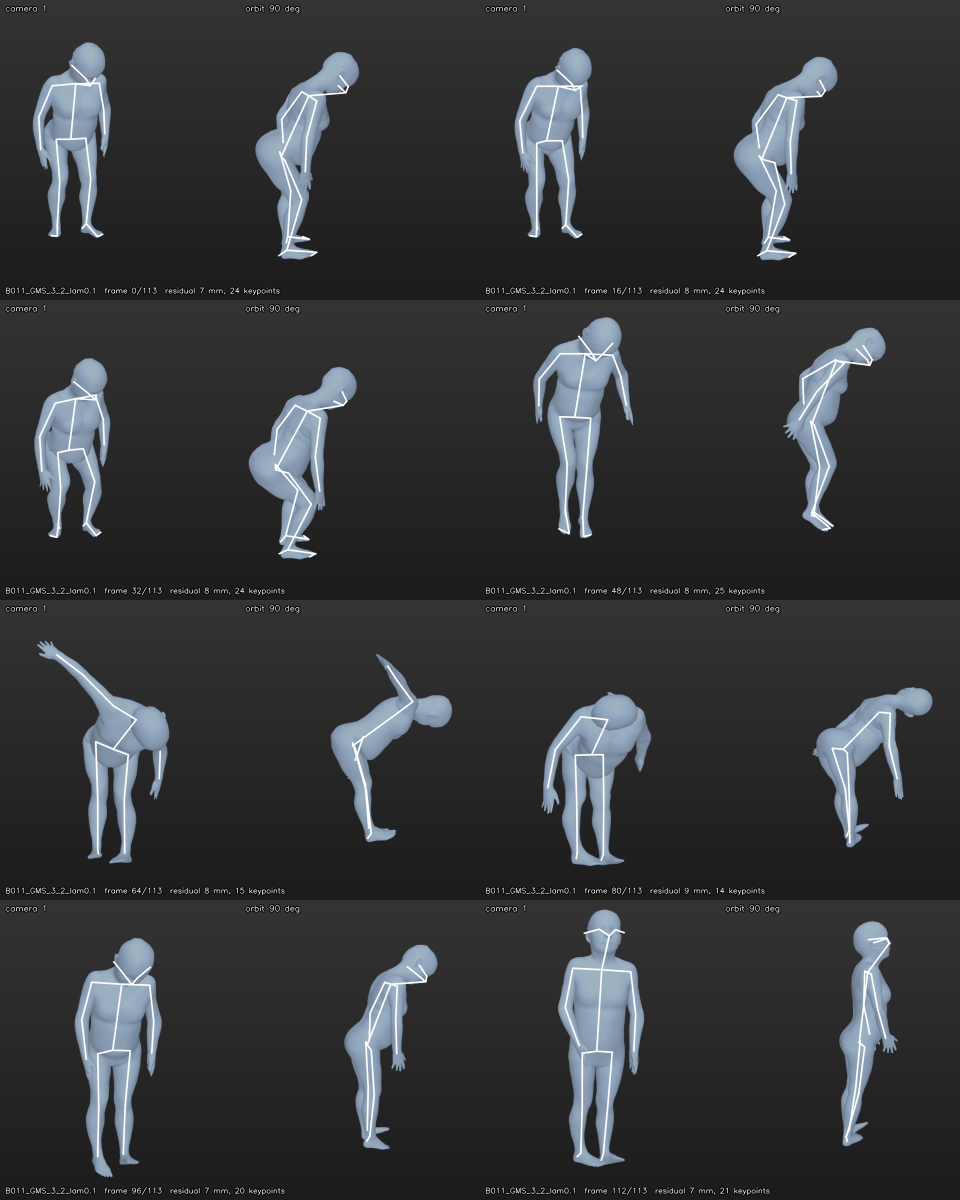 camera 1 orbit 90 deg camera 1 orbit 90 deg
B011_GMS_3_2_lam0.1 frame 0/113 residual 7 mm, 24 keypoints B011_GMS_3_2_lam0.1 frame 16/113 residual 8 mm, 24 keypoints
camera 1 orbit 90 deg camera 1 orbit 90 deg
B011_GMS_3_2_lam0.1 frame 32/113 residual 8 mm, 24 keypoints B011_GMS_3_2_lam0.1 frame 48/113 residual 8 mm, 25 keypoints
camera 1 orbit 90 deg camera 1 orbit 90 deg
B011_GMS_3_2_lam0.1 frame 64/113 residual 8 mm, 15 keypoints B011_GMS_3_2_lam0.1 frame 80/113 residual 9 mm, 14 keypoints
camera 1 orbit 90 deg camera 1 orbit 90 deg
B011_GMS_3_2_lam0.1 frame 96/113 residual 7 mm, 20 keypoints B011_GMS_3_2_lam0.1 frame 112/113 residual 7 mm, 21 keypoints